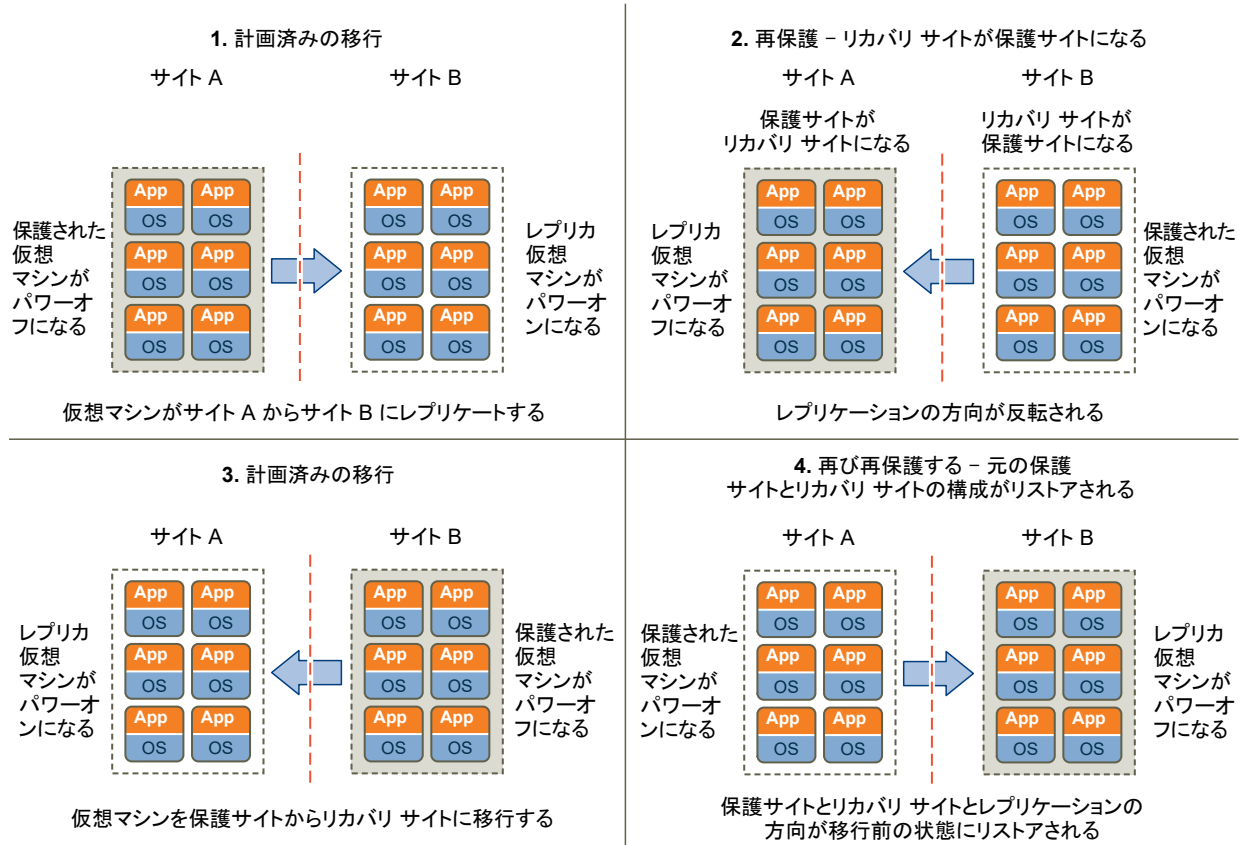 1. 計画済みの移行
サイト A
サイト B
保護された
仮想
マシンが
パワーオ
フになる
App
App
OS
OS
App
App
OS
OS
App
App
OS
OS
App
App
OS
OS
App
App
OS
OS
App
App
OS
OS
レプリカ
仮想
マシンが
パワーオ
ンになる
仮想マシンがサイト A からサイト B にレプリケートする
2. 再保護 – リカバリ サイトが保護サイトになる
サイト A
サイト B
保護サイトが
リカバリ サイトになる
リカバリ サイトが
保護サイトになる
レプリカ
仮想
マシンが
パワーオ
フになる
App
App
OS
OS
App
App
OS
OS
App
App
OS
OS
App
App
OS
OS
App
App
OS
OS
App
App
OS
OS
保護された
仮想
マシンが
パワーオ
ンになる
レプリケーションの方向が反転される
3. 計画済みの移行
サイト A
サイト B
レプリカ
仮想
マシンが
パワーオ
ンになる
App
App
OS
OS
App
App
OS
OS
App
App
OS
OS
App
App
OS
OS
App
App
OS
OS
App
App
OS
OS
保護された
仮想
マシンが
パワーオ
フになる
仮想マシンを保護サイトからリカバリ サイトに移行する
4. 再び再保護する – 元の保護
サイトとリカバリ サイトの構成がリストアされる
サイト A
サイト B
保護された
仮想
マシンが
パワーオ
ンになる
App
App
OS
OS
App
App
OS
OS
App
App
OS
OS
App
App
OS
OS
App
App
OS
OS
App
App
OS
OS
レプリカ
仮想
マシンが
パワーオ
フになる
保護サイトとリカバリ サイトとレプリケーションの
方向が移行前の状態にリストアされる